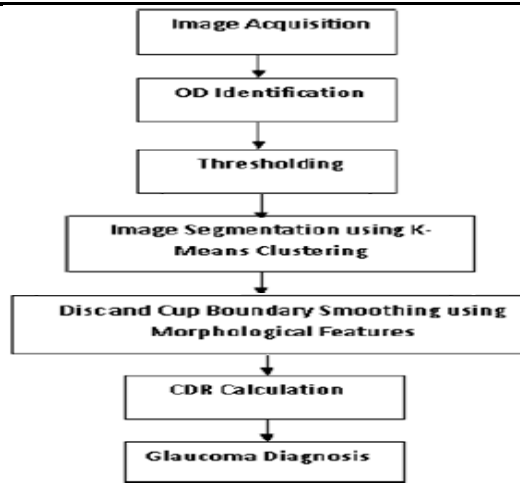 Image Acquisition
OD Identification
Thresholding
Image Segmentation using K-
Means Clustering
Discand Cup Boundary Smoothing using
Morphological Features
CDR Calculation
Glaucoma Diagnosis